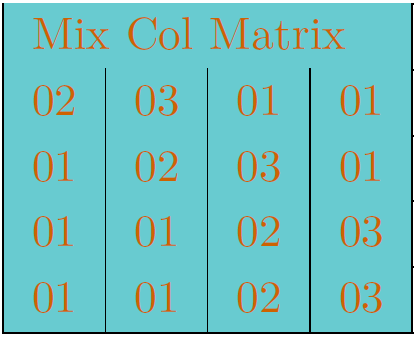 Mix Col Matrix
02 03 01 01
01 02 03 01
01 01 02 03
01 01 02 03